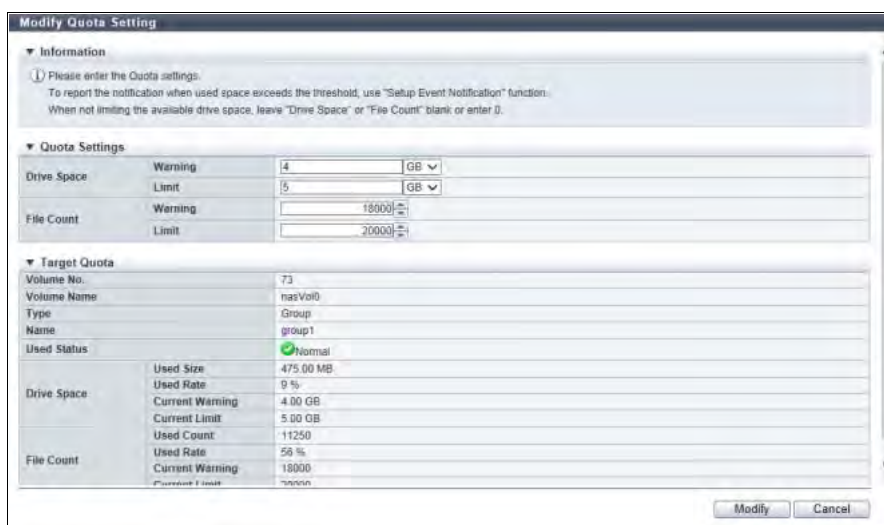 Modify Quota Setting
▼ Information
Please enter the Quota settings.
To report the notification when used space exceeds the threshold, use "Setup Event Notification" function.
When not limiting the available drive space, leave "Drive Space" or "File Count" blank or enter 0.
▼ Quota Settings
Drive Space Warning 4 GB
Limit 5 GB
File Count Warning 18000
Limit 20000
▼ Target Quota
Volume No. 73
Volume Name nasVol0
Type Group
Name group1
Used Status Normal
Drive Space Used Size 475.00 MB
Used Rate 9 %
Current Warning 4.00 GB
Current Limit 5.00 GB
File Count Used Count 11250
Used Rate 56 %
Current Warning 18000
Current Limit 20000
Modify Cancel